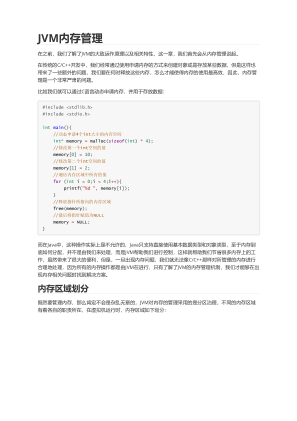 JVM内存管理
在之前，我们了解了JVM的大致运作原理以及相关特性，这一章，我们首先会从内存管理说起。
在传统的C/C++开发中，我们经常通过使用申请内存的方式来创建对象或是存放某些数据，但是这样也
带来了一些额外的问题，我们要在何时释放这些内存，怎么才能使得内存的使用最高效，因此，内存管
理是一个非常严肃的问题。
比如我们就可以通过C语言动态申请内存，并用于存放数据：
#include <stdlib.h>
#include <stdio.h>
int main(){
//动态申请4个int大小的内存空间
int* memory = malloc(sizeof(int) * 4);
//修改第一个int空间的值
memory[0] = 10;
//修改第二个int空间的值
memory[1] = 2;
//遍历内存区域中所有的值
for (int i = 0;i < 4;i++){
printf("%d ", memory[i]);
}
//释放指针所指向的内存区域
free(memory);
//最后将指针赋值为NULL
memory = NULL;
}
而在Java中，这种操作实际上是不允许的，Java只支持直接使用基本数据类型和对象类型，至于内存到
底如何分配，并不是由我们来处理，而是JVM帮助我们进行控制，这样就帮助我们节省很多内存上的工
作，虽然带来了很大的便利，但是，一旦出现内存问题，我们就无法像C/C++那样对所管理的内存进行
合理地处理，因为所有的内存操作都是由JVM在进行，只有了解了JVM的内存管理机制，我们才能够在出
现内存相关问题时找到解决方案。
内存区域划分
既然要管理内存，那么肯定不会是杂乱无章的，JVM对内存的管理采用的是分区治理，不同的内存区域
有着各自的职责所在，在虚拟机运行时，内存区域如下划分：